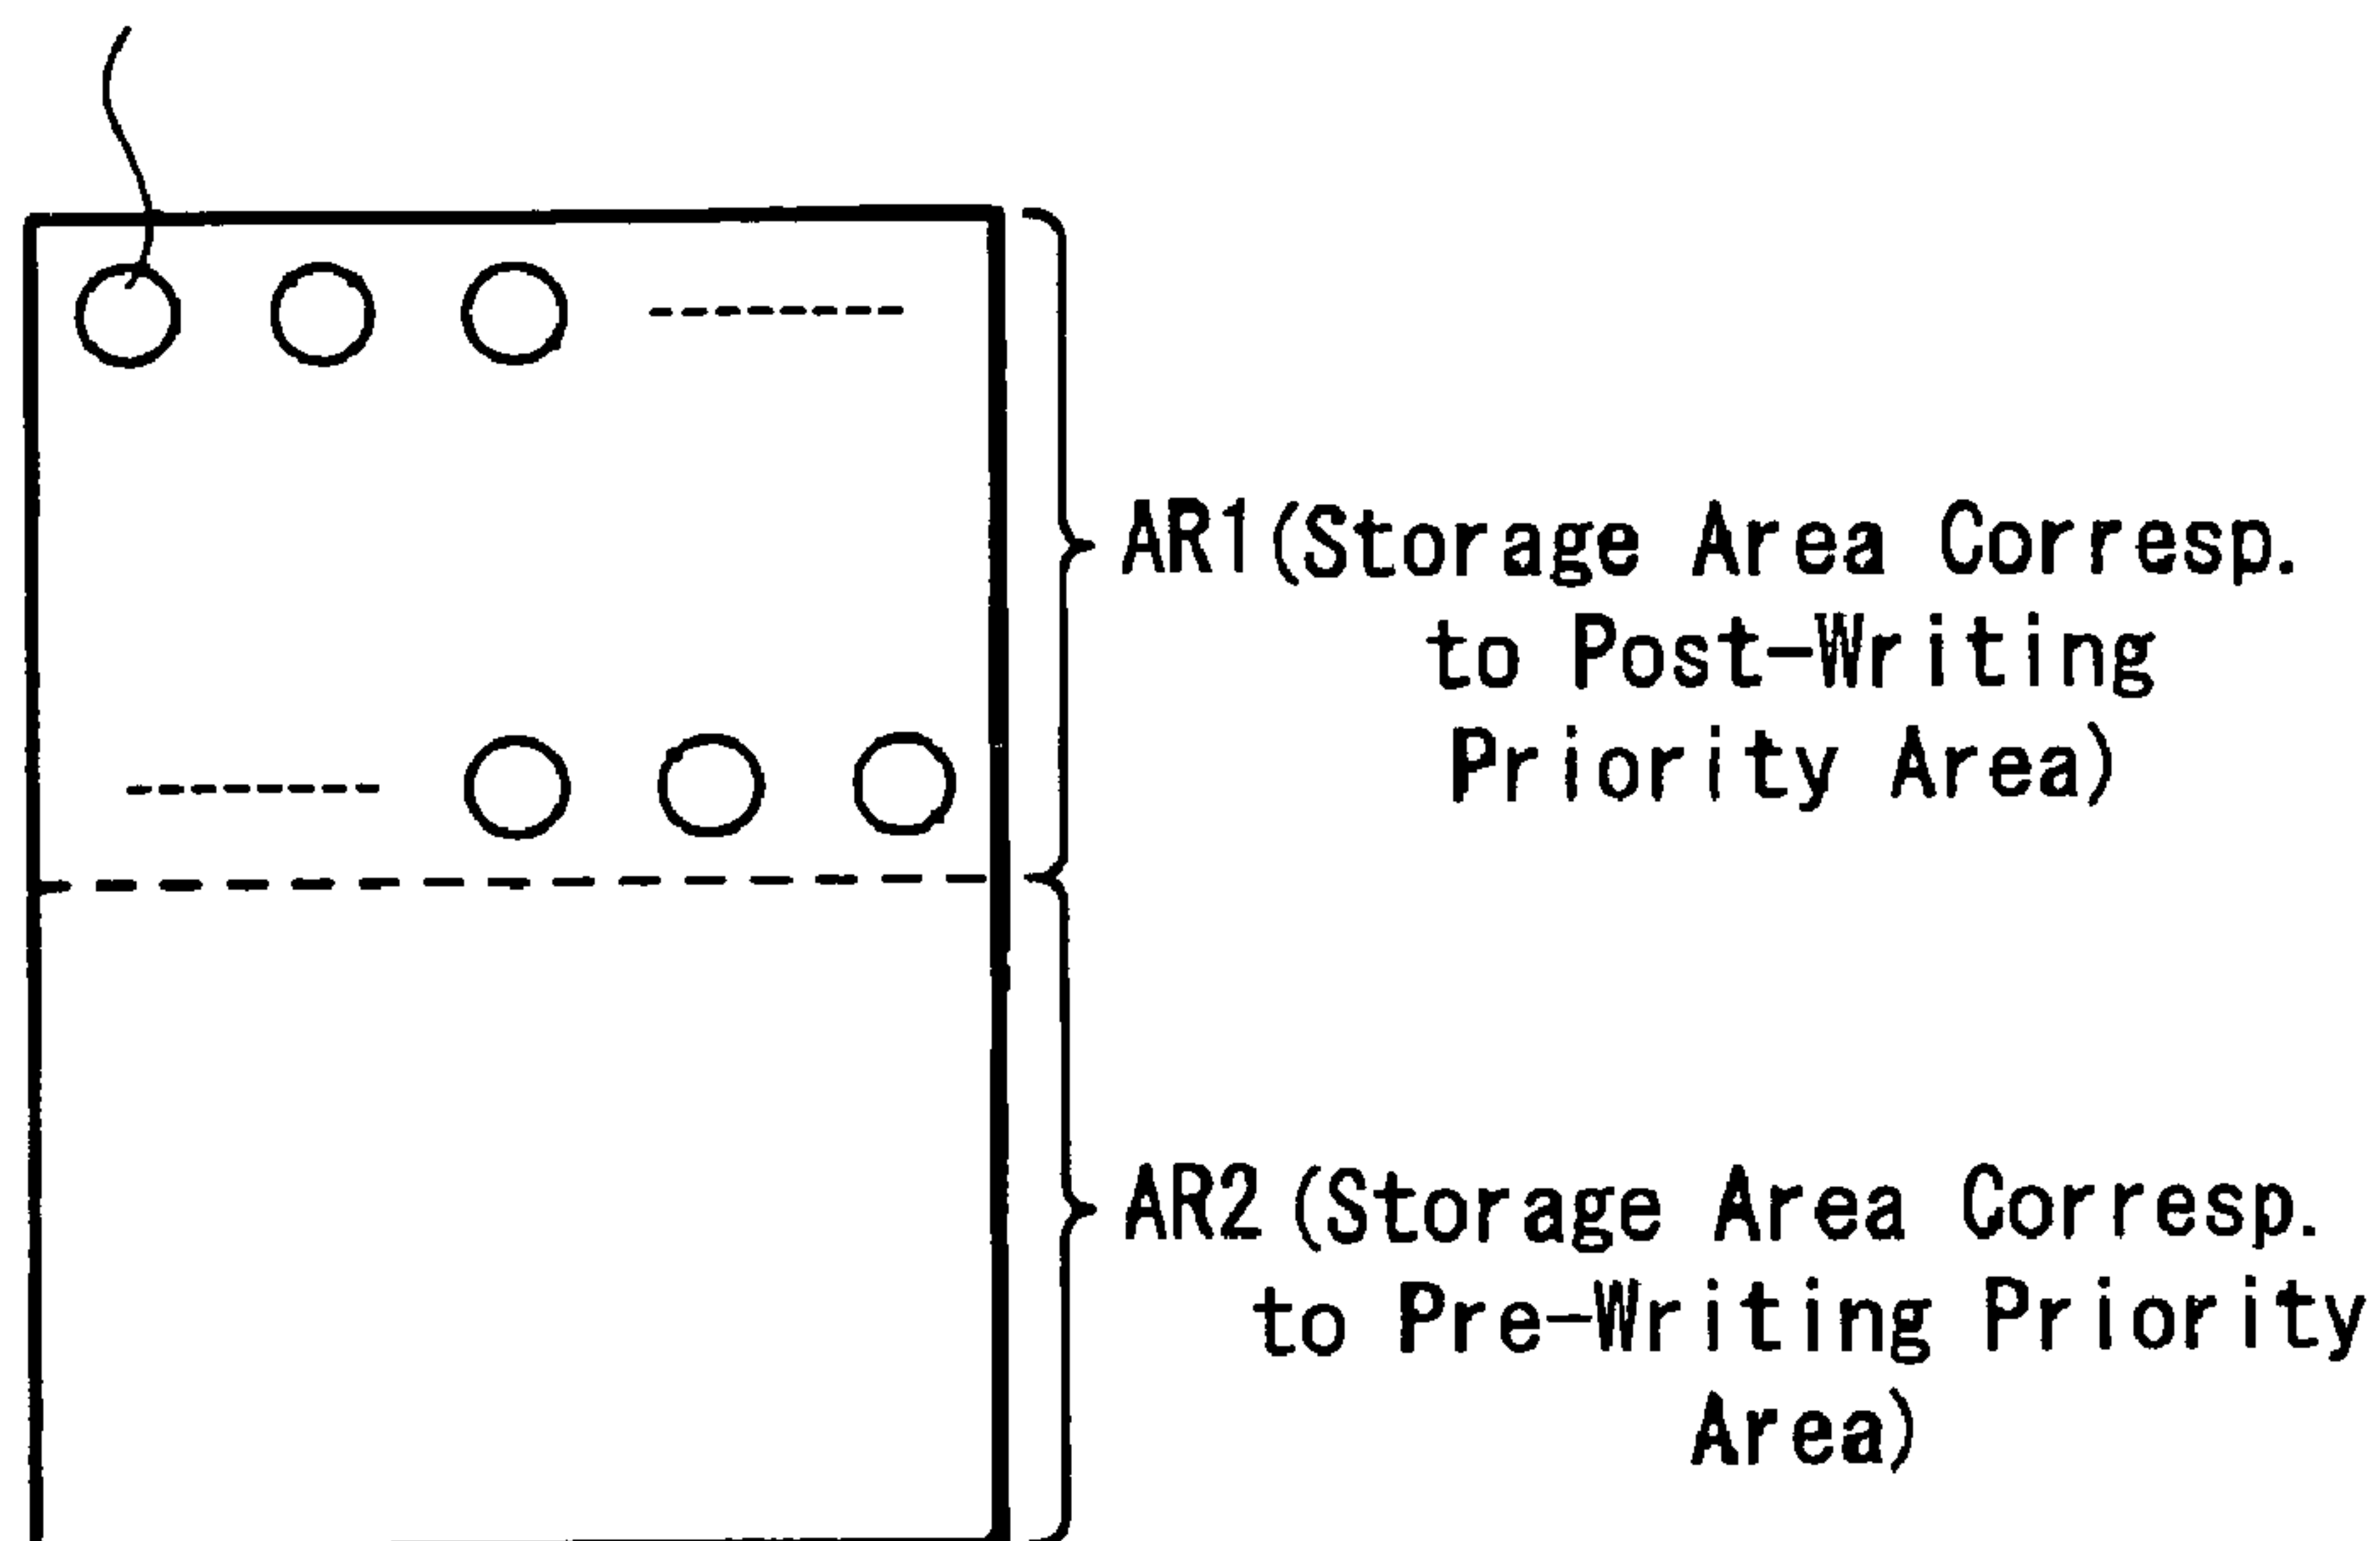 AR1(Storage Area Corresp.
to Post-Writing
Priority Area)
AR2(Storage Area Corresp.
to Pre-Writing Priority
Area)